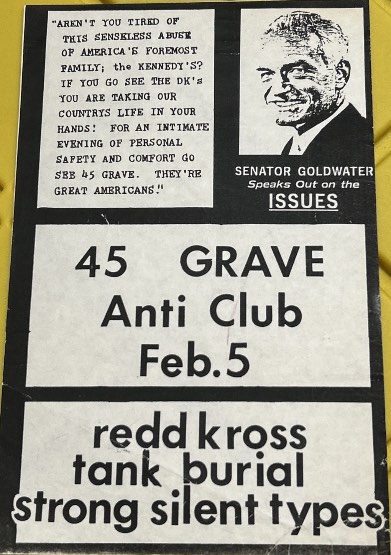 "AREN'T YOU TIRED OF
THIS SENSELESS ABUSE
OF AMERICA'S FOREMOST
FAMILY; the KENNEDY'S?
IF YOU GO SEE THE DK's
YOU ARE TAKING OUR
COUNTRYS LIFE IN YOUR
HANDS! FOR AN INTIMATE
EVENING OF PERSONAL
SAFETY AND COMFORT GO
SEE 45 GRAVE. THEY'RE
GREAT AMERICANS."
SENATOR GOLDWATER
Speaks Out on the
ISSUES
45 GRAVE
Anti Club
Feb.5
redd kross
tank burial
strong silent types